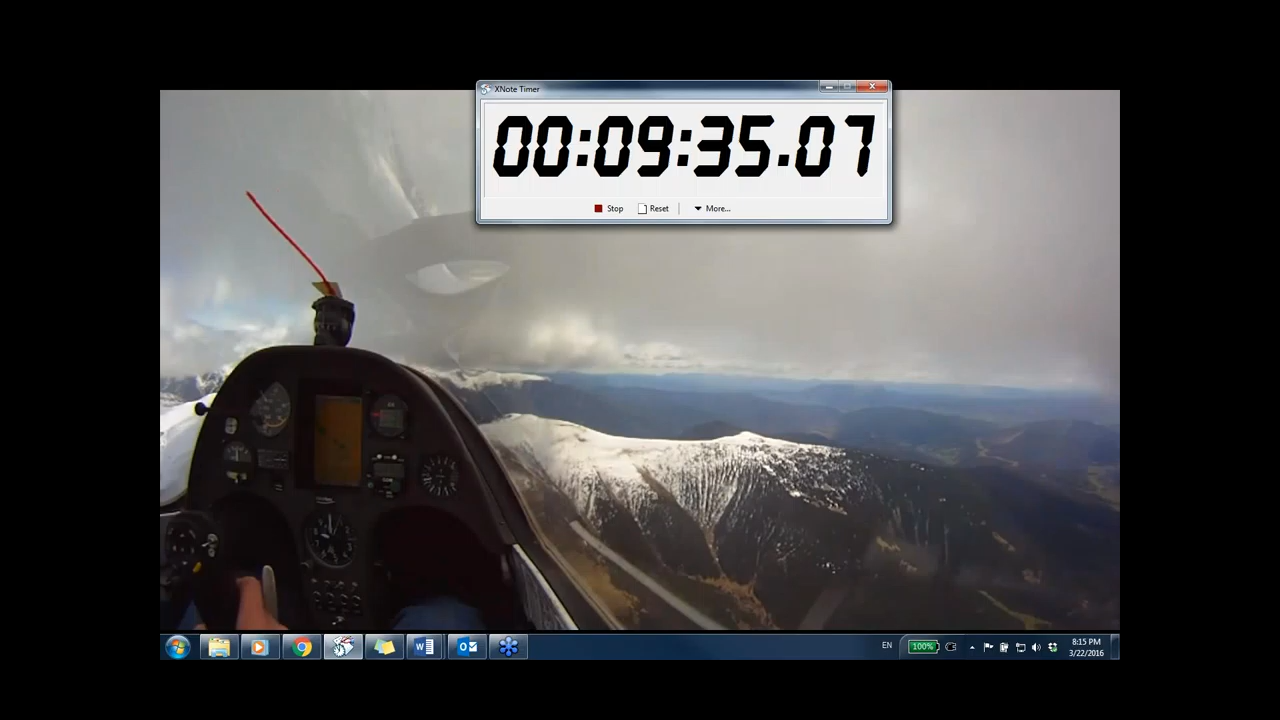 XNote Timer
00:09:35.07
Stop Reset More...
EN 100% 8:15 PM
3/22/2016